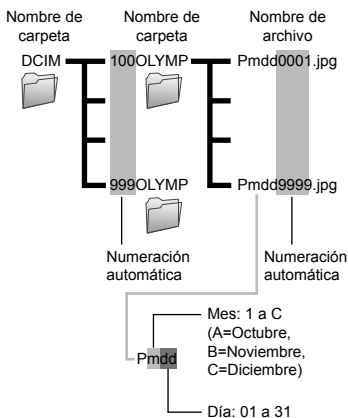 Nombre de carpeta
Nombre de carpeta
Nombre de archivo
DCIM
100OLYMP
Pmdd0001.jpg
999OLYMP
Pmdd9999.jpg
Numeración automática
Numeración automática
Pmdd
Mes: 1 a C
(A=Octubre,
B=Noviembre,
C=Diciembre)
Día: 01 a 31